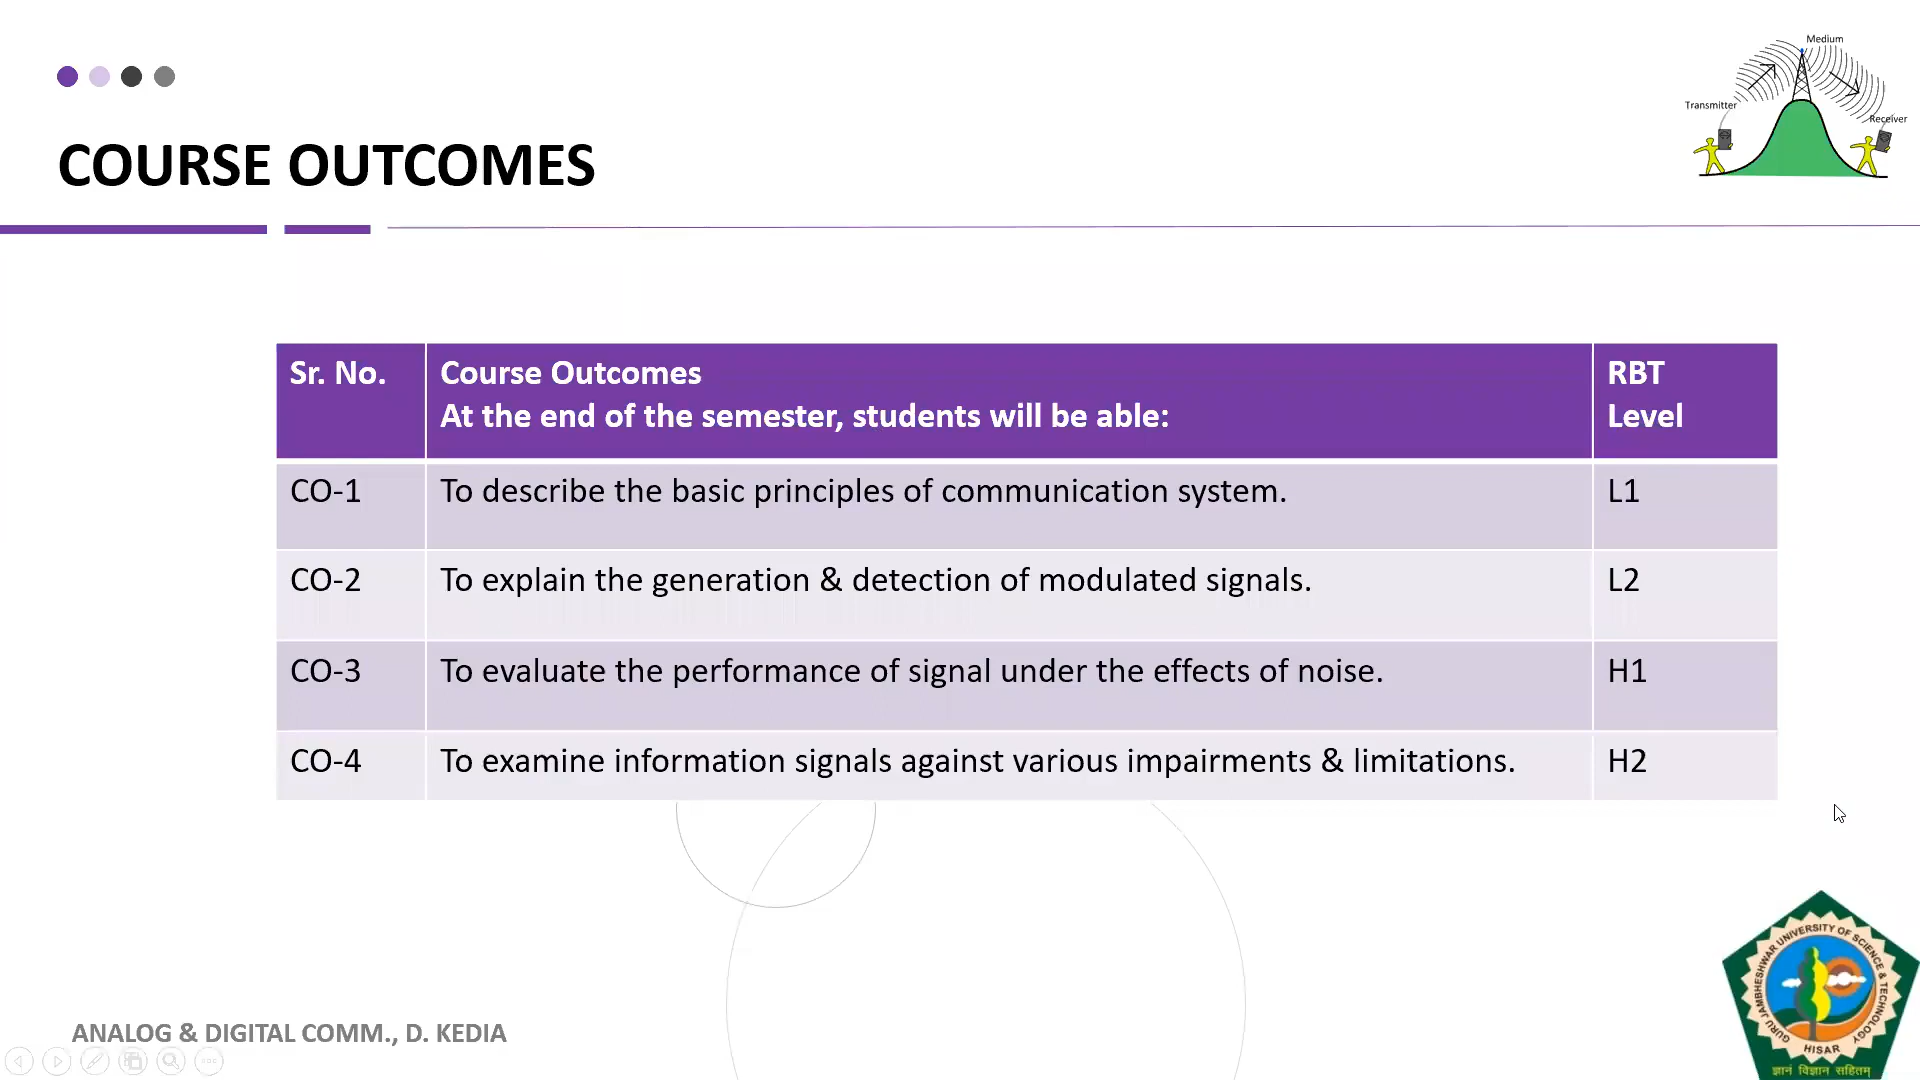 Medium
Transmitter
Receiver
COURSE OUTCOMES
Sr. No.
Course Outcomes
At the end of the semester, students will be able:
RBT
Level
CO-1
To describe the basic principles of communication system.
L1
CO-2
To explain the generation & detection of modulated signals.
L2
CO-3
To evaluate the performance of signal under the effects of noise.
H1
CO-4
To examine information signals against various impairments & limitations.
H2
ANALOG & DIGITAL COMM., D. KEDIA
GURU JAMBHESHWAR UNIVERSITY OF SCIENCE & TECHNOLOGY
HISAR
ज्ञानं विज्ञान सहितम्